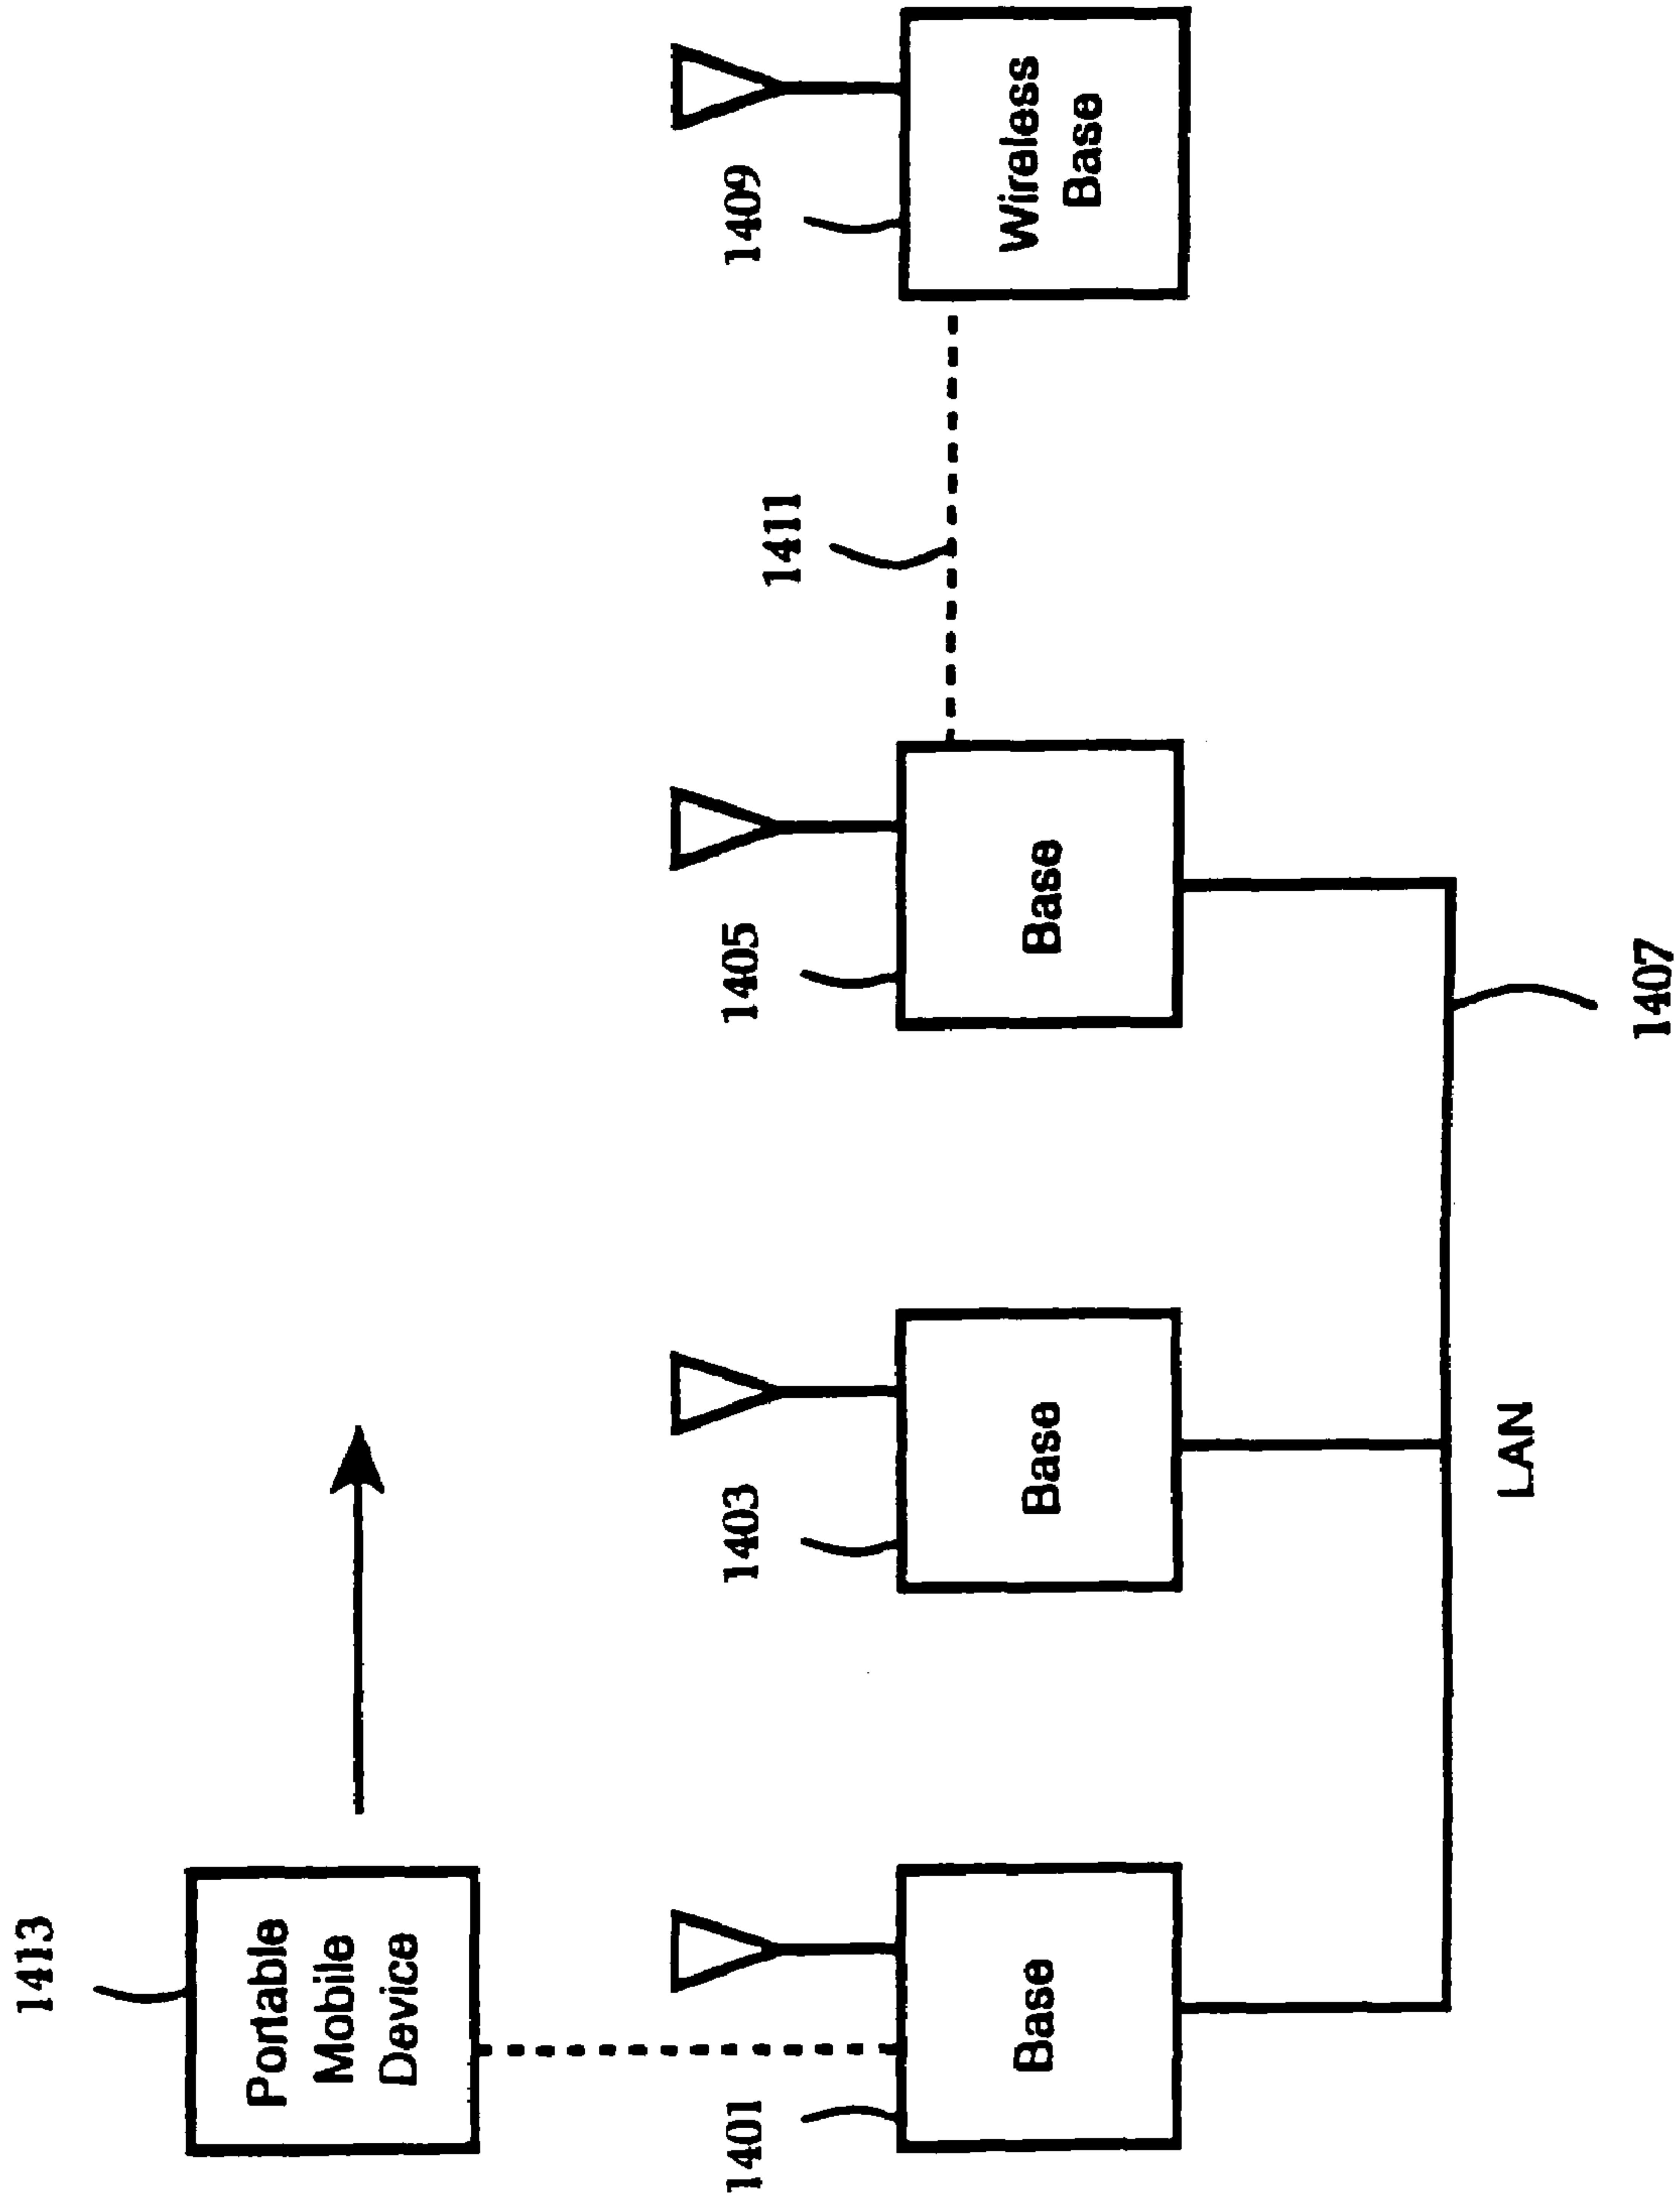 1413
Portable
Mobile
Device
1401
Base
1403
Base
1405
Base
1411
1409
Wireless
Base
LAN
1407